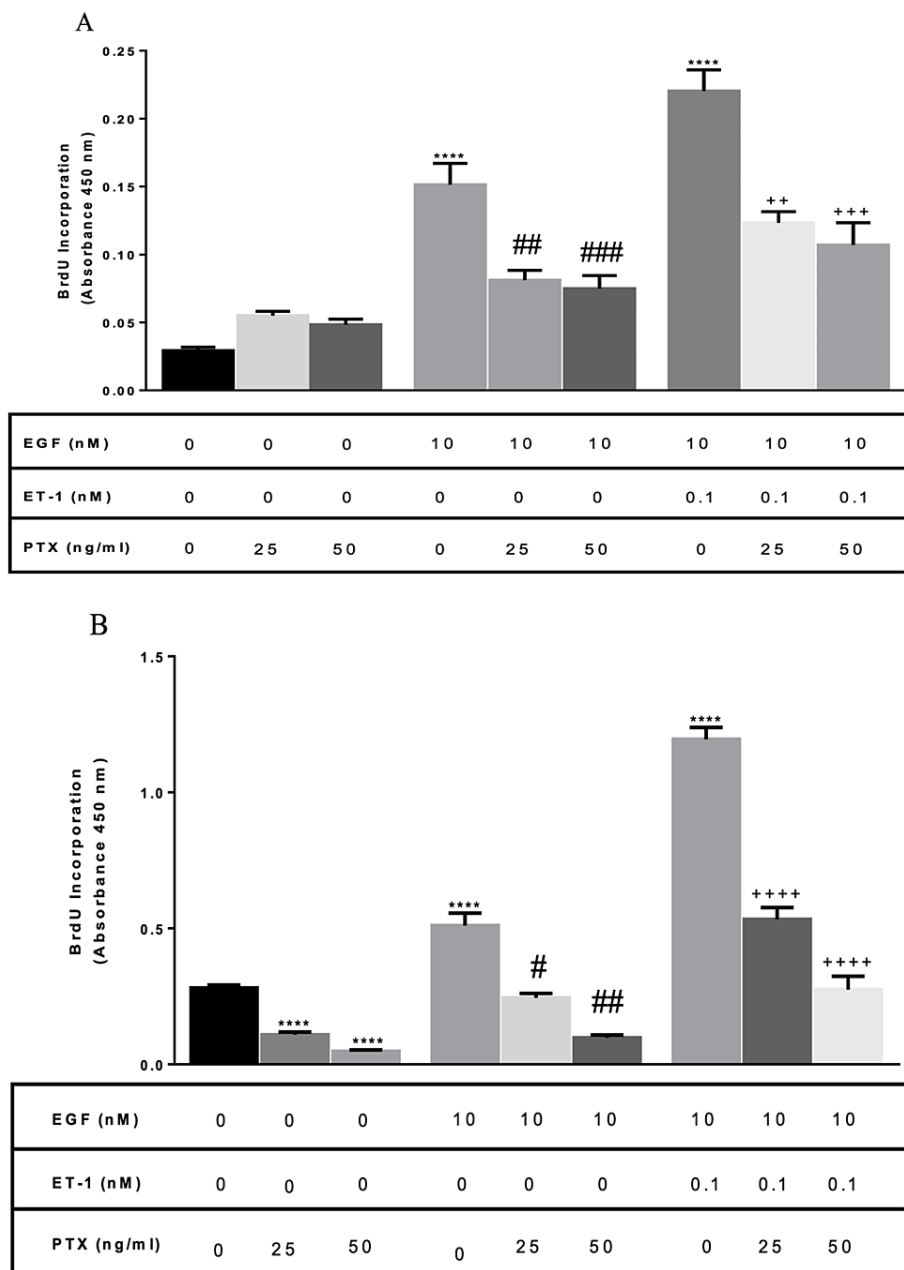 A
0.25
0.20
0.15
0.10
0.05
0.00
BrdU Incorporation
(Absorbance 450 nm)
****
##
###
****
++
+++
EGF (nM) 0 0 0 10 10 10 10 10 10
ET-1 (nM) 0 0 0 0 0 0 0.1 0.1 0.1
PTX (ng/ml) 0 25 50 0 25 50 0 25 50
B
1.5
1.0
0.5
0.0
BrdU Incorporation
(Absorbance 450 nm)
****
****
****
#
##
****
++++
++++
EGF (nM) 0 0 0 10 10 10 10 10 10
ET-1 (nM) 0 0 0 0 0 0 0.1 0.1 0.1
PTX (ng/ml) 0 25 50 0 25 50 0 25 50